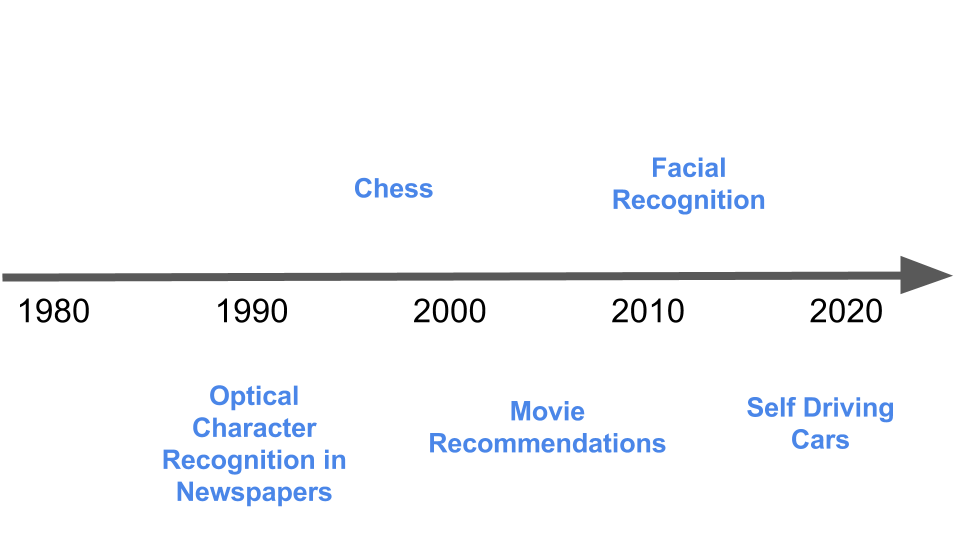 Chess
Facial
Recognition
1980 1990 2000 2010 2020
Optical
Character
Recognition in
Newspapers
Movie
Recommendations
Self Driving
Cars